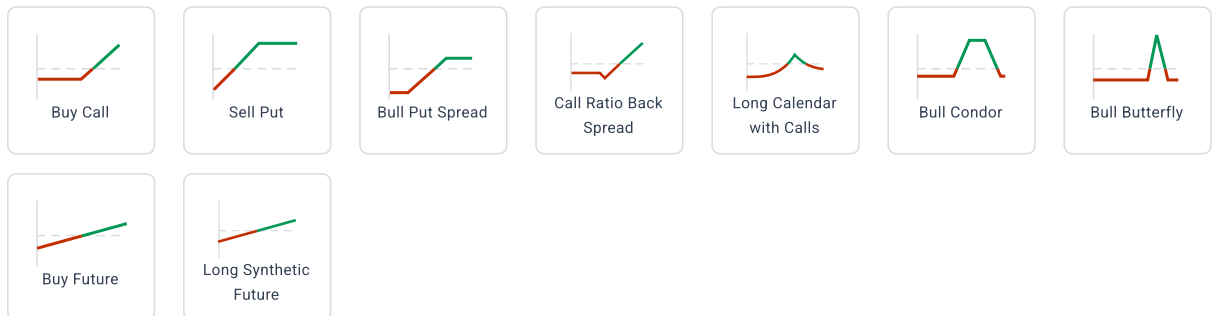 Buy Call
Sell Put
Bull Put Spread
Call Ratio Back
Spread
Long Calendar
with Calls
Bull Condor
Bull Butterfly
Buy Future
Long Synthetic
Future